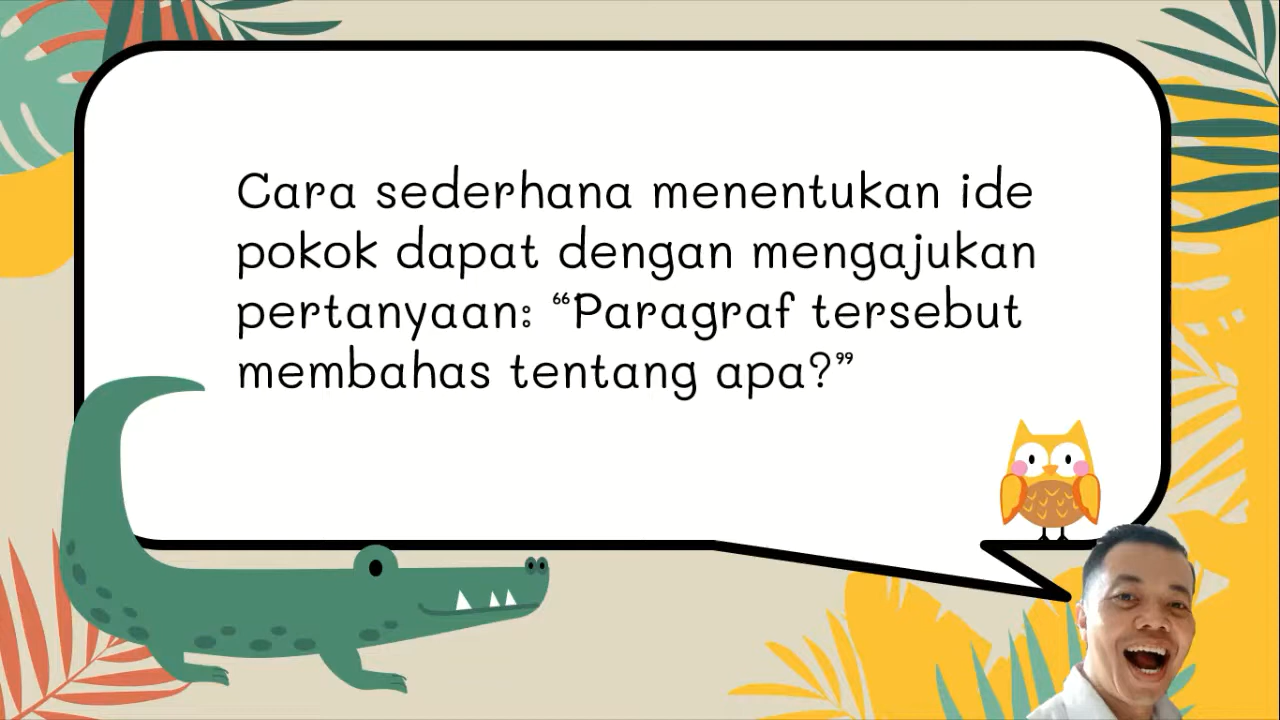 Cara sederhana menentukan ide
pokok dapat dengan mengajukan
pertanyaan: “Paragraf tersebut
membahas tentang apa?”